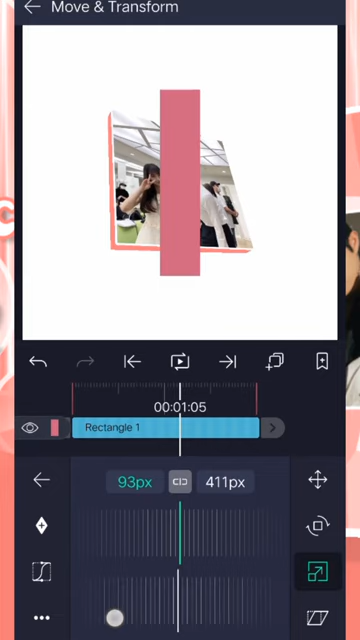 Move & Transform
00:01:05
Rectangle 1
93px
411px